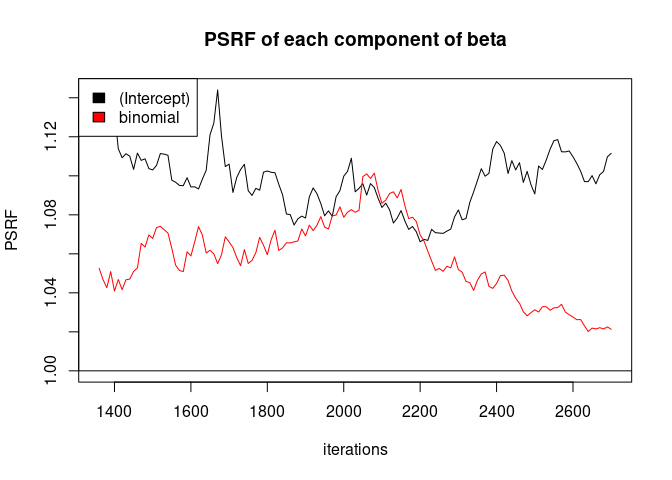 PSRF of each component of beta
(Intercept)
binomial
PSRF
1.00
1.04
1.08
1.12
1400
1600
1800
2000
2200
2400
2600
iterations